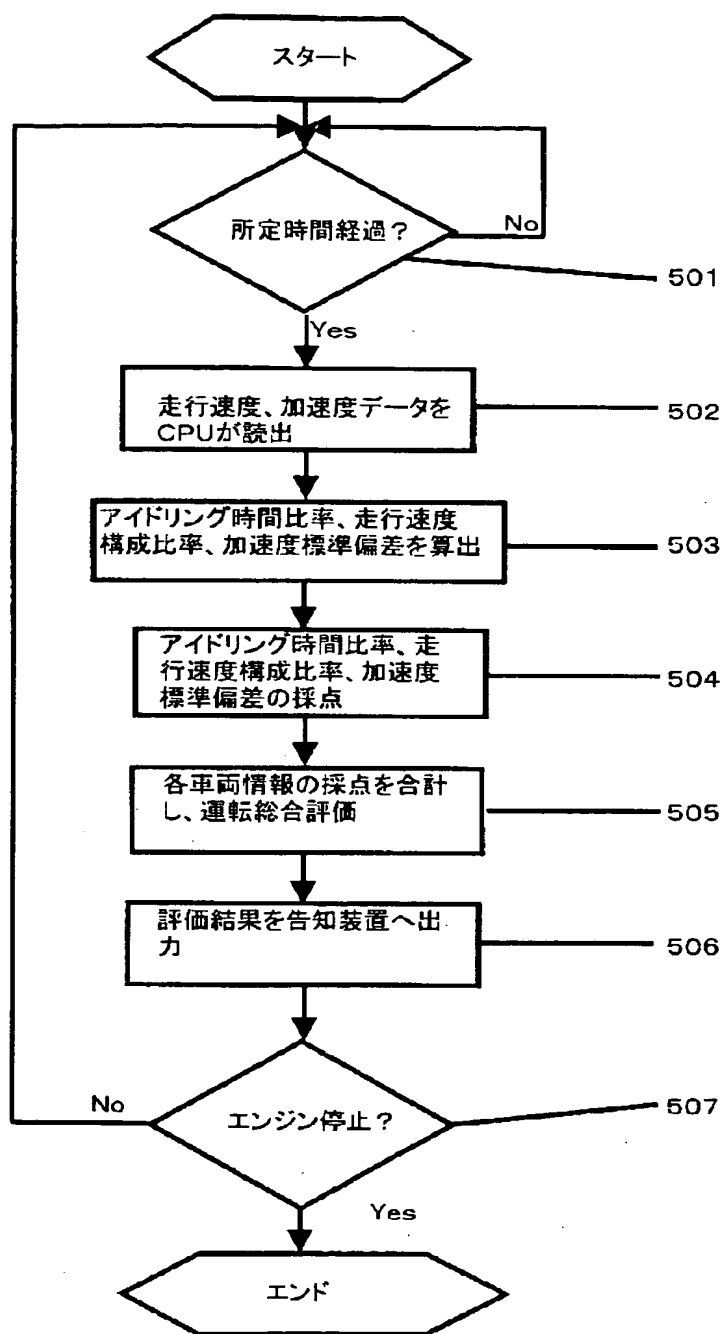 スタート
所定時間経過?
No
501
Yes
走行速度、加速度データを
CPUが読出
502
アイドリング時間比率、走行速度
構成比率、加速度標準偏差を算出
503
アイドリング時間比率、走
行速度構成比率、加速度
標準偏差の採点
504
各車両情報の採点を合計
し、運転総合評価
505
評価結果を告知装置へ出
力
506
No
エンジン停止?
507
Yes
エンド